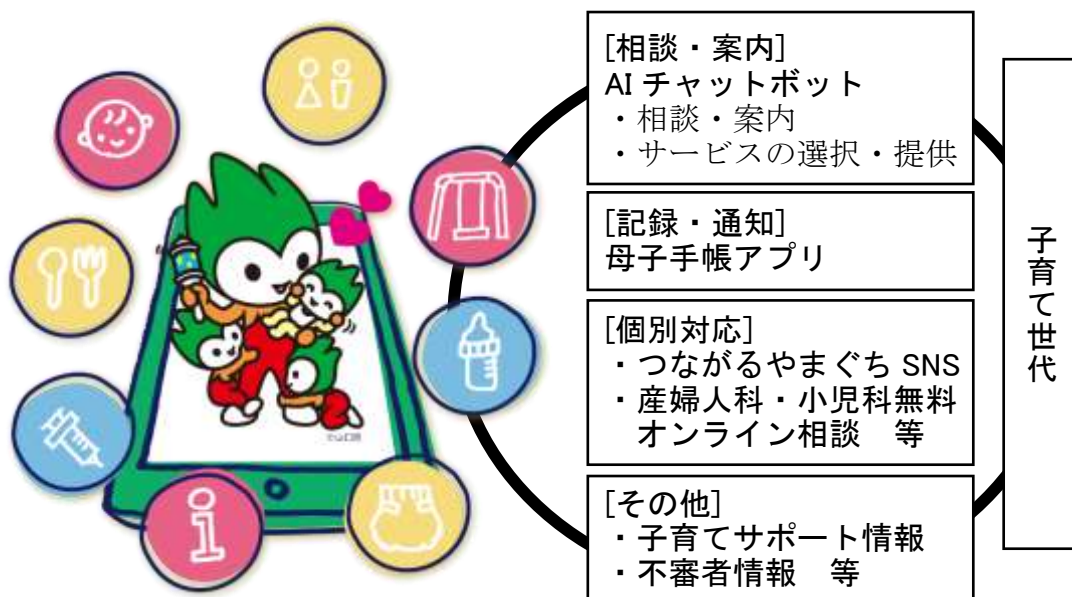 [相談・案内]
AI チャットボット
・相談・案内
・サービスの選択・提供
[記録・通知]
母子手帳アプリ
[個別対応]
・つながるやまぐち SNS
・産婦人科・小児科無料
オンライン相談　等
[その他]
・子育てサポート情報
・不審者情報　等
子育て世代